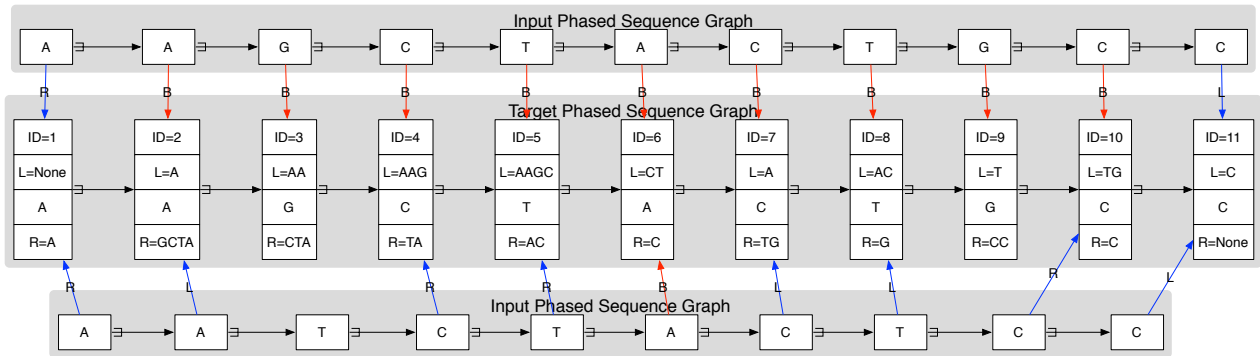 Input Phased Sequence Graph
A A G C T A C T G C C
R B B B B B B B B B L
Target Phased Sequence Graph
ID=1 ID=2 ID=3 ID=4 ID=5 ID=6 ID=7 ID=8 ID=9 ID=10 ID=11
L=None L=A L=AA L=AAG L=AAGC L=CT L=A L=AC L=T L=TG L=C
A A G C T A C T G C C
R=A R=GCTA R=CTA R=TA R=AC R=C R=TG R=G R=CC R=C R=None
R L R R B L L R L
Input Phased Sequence Graph
A A T C T A C T C C